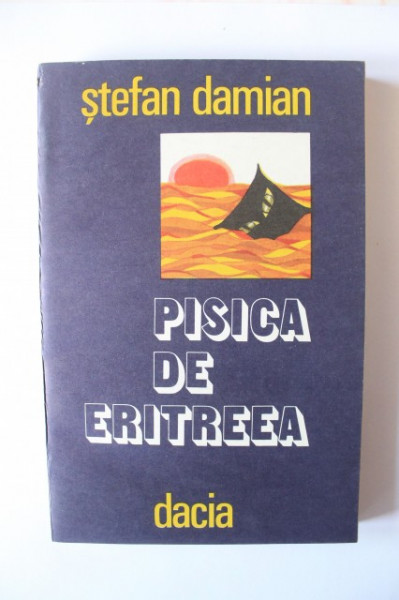 ștefan damian
PISICA
DE
ERITREEA
dacia